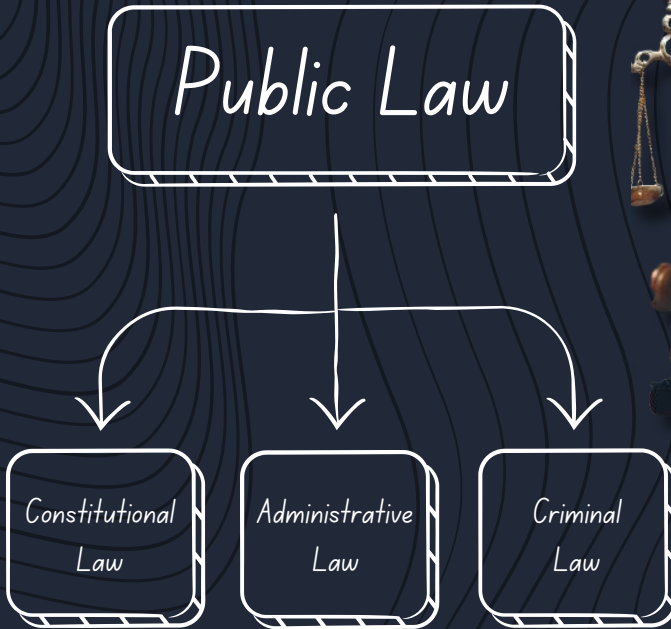 Public Law
Constitutional
Law
Administrative
Law
Criminal
Law